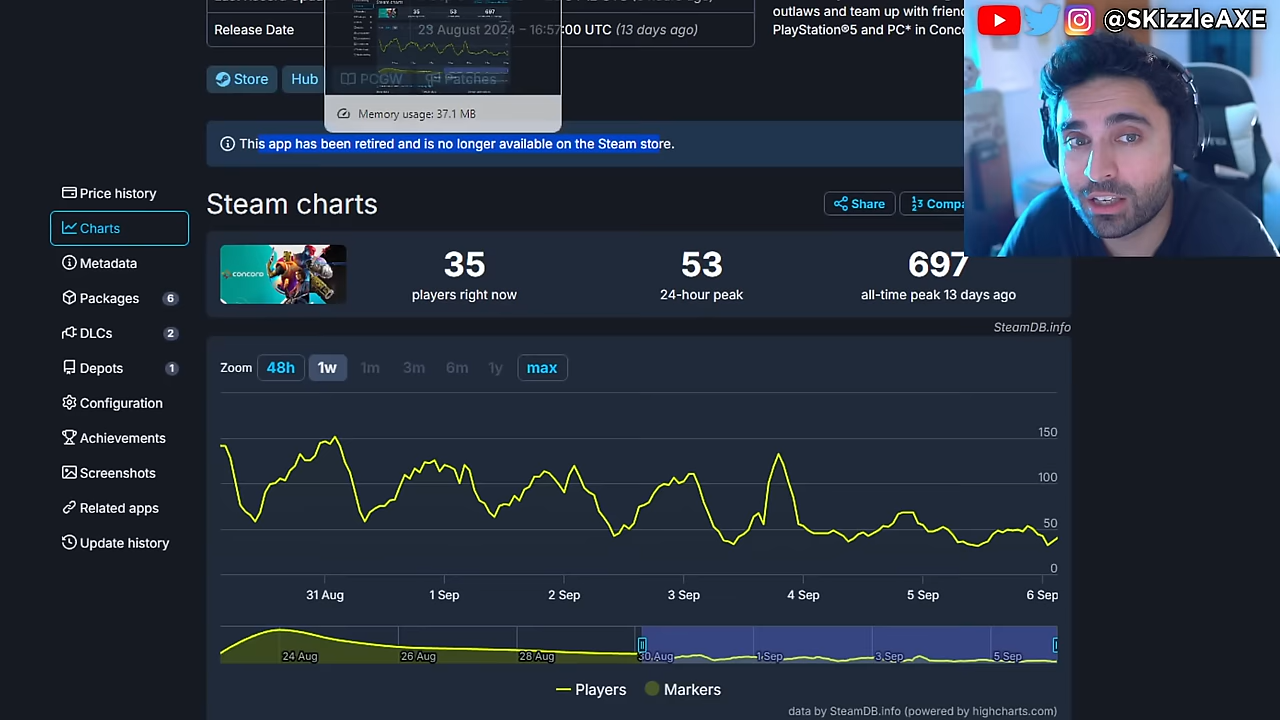 @SKizzleAXE
outlaws and team up with friend
Release Date
23 August 2024 – 16:57:00 UTC (13 days ago)
PlayStation®5 and PC* in Conco
Store
Hub
PCGW
Patches
Memory usage: 37.1 MB
This app has been retired and is no longer available on the Steam store.
Price history
Charts
Metadata
Packages 6
DLCs 2
Depots 1
Configuration
Achievements
Screenshots
Related apps
Update history
Steam charts
Share
Compa
CONCORD
35
players right now
53
24-hour peak
697
all-time peak 13 days ago
SteamDB.info
Zoom 48h 1w 1m 3m 6m 1y max
150
100
50
0
31 Aug 1 Sep 2 Sep 3 Sep 4 Sep 5 Sep 6 Sep
24 Aug 26 Aug 28 Aug 30 Aug 1 Sep 3 Sep 5 Sep
Players Markers
data by SteamDB.info (powered by highcharts.com)